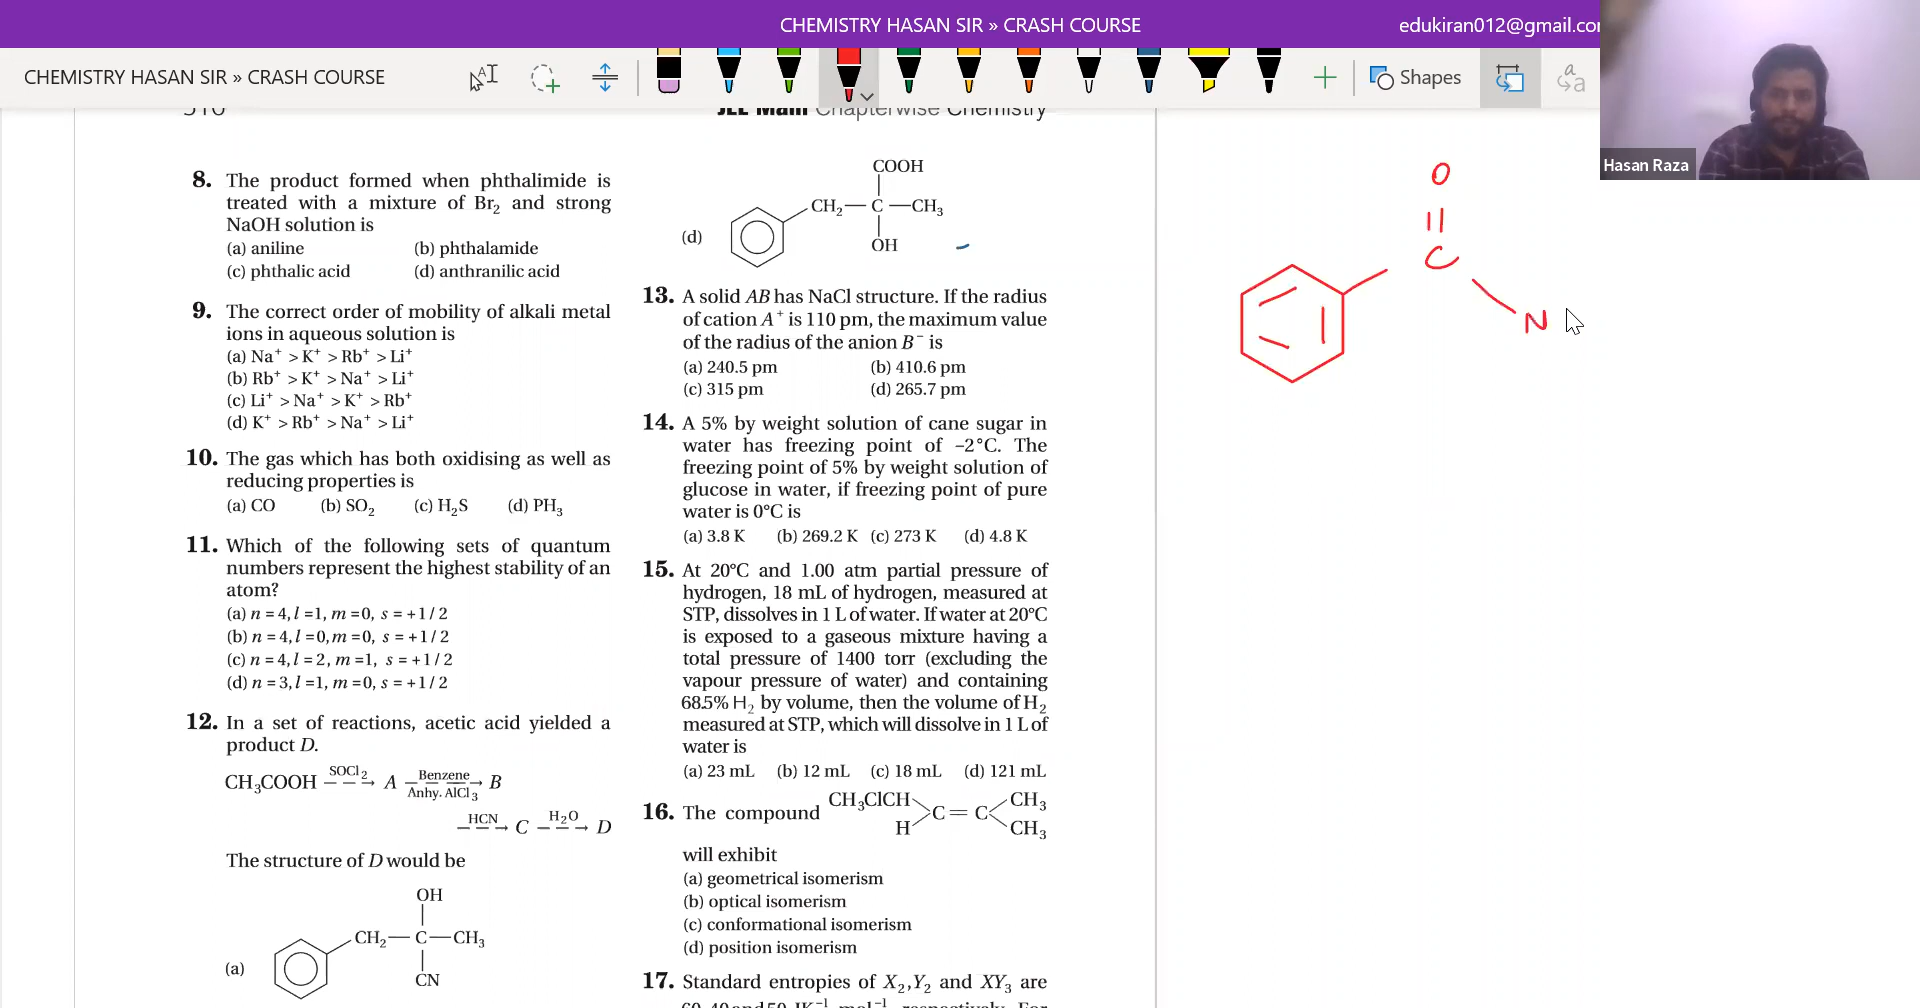 CHEMISTRY HASAN SIR » CRASH COURSE
CHEMISTRY HASAN SIR » CRASH COURSE
Shapes
Hasan Raza
310
JEE Main Chapterwise Chemistry
8. The product formed when phthalimide is
treated with a mixture of Br₂ and strong
NaOH solution is
(a) aniline (b) phthalamide
(c) phthalic acid (d) anthranilic acid
9. The correct order of mobility of alkali metal
ions in aqueous solution is
(a) Na⁺ > K⁺ > Rb⁺ > Li⁺
(b) Rb⁺ > K⁺ > Na⁺ > Li⁺
(c) Li⁺ > Na⁺ > K⁺ > Rb⁺
(d) K⁺ > Rb⁺ > Na⁺ > Li⁺
10. The gas which has both oxidising as well as
reducing properties is
(a) CO (b) SO₂ (c) H₂S (d) PH₃
11. Which of the following sets of quantum
numbers represent the highest stability of an
atom?
(a) n = 4, l = 1, m = 0, s = +1/2
(b) n = 4, l = 0, m = 0, s = +1/2
(c) n = 4, l = 2, m = 1, s = +1/2
(d) n = 3, l = 1, m = 0, s = +1/2
12. In a set of reactions, acetic acid yielded a
product D.
CH₃COOH SOCl₂→ A Benzene Anhy. AlCl₃→ B
HCN→ C H₂O→ D
The structure of D would be
OH
CH₂—C—CH₃
(a)
CN
COOH
CH₂—C—CH₃
(d)
OH
13. A solid AB has NaCl structure. If the radius
of cation A⁺ is 110 pm, the maximum value
of the radius of the anion B⁻ is
(a) 240.5 pm (b) 410.6 pm
(c) 315 pm (d) 265.7 pm
14. A 5% by weight solution of cane sugar in
water has freezing point of –2°C. The
freezing point of 5% by weight solution of
glucose in water, if freezing point of pure
water is 0°C is
(a) 3.8 K (b) 269.2 K (c) 273 K (d) 4.8 K
15. At 20°C and 1.00 atm partial pressure of
hydrogen, 18 mL of hydrogen, measured at
STP, dissolves in 1 L of water. If water at 20°C
is exposed to a gaseous mixture having a
total pressure of 1400 torr (excluding the
vapour pressure of water) and containing
68.5% H₂ by volume, then the volume of H₂
measured at STP, which will dissolve in 1 L of
water is
(a) 23 mL (b) 12 mL (c) 18 mL (d) 121 mL
16. The compound CH₃ClCH H C = C CH₃ CH₃
will exhibit
(a) geometrical isomerism
(b) optical isomerism
(c) conformational isomerism
(d) position isomerism
17. Standard entropies of X₂, Y₂ and XY₃ are
O
C
N